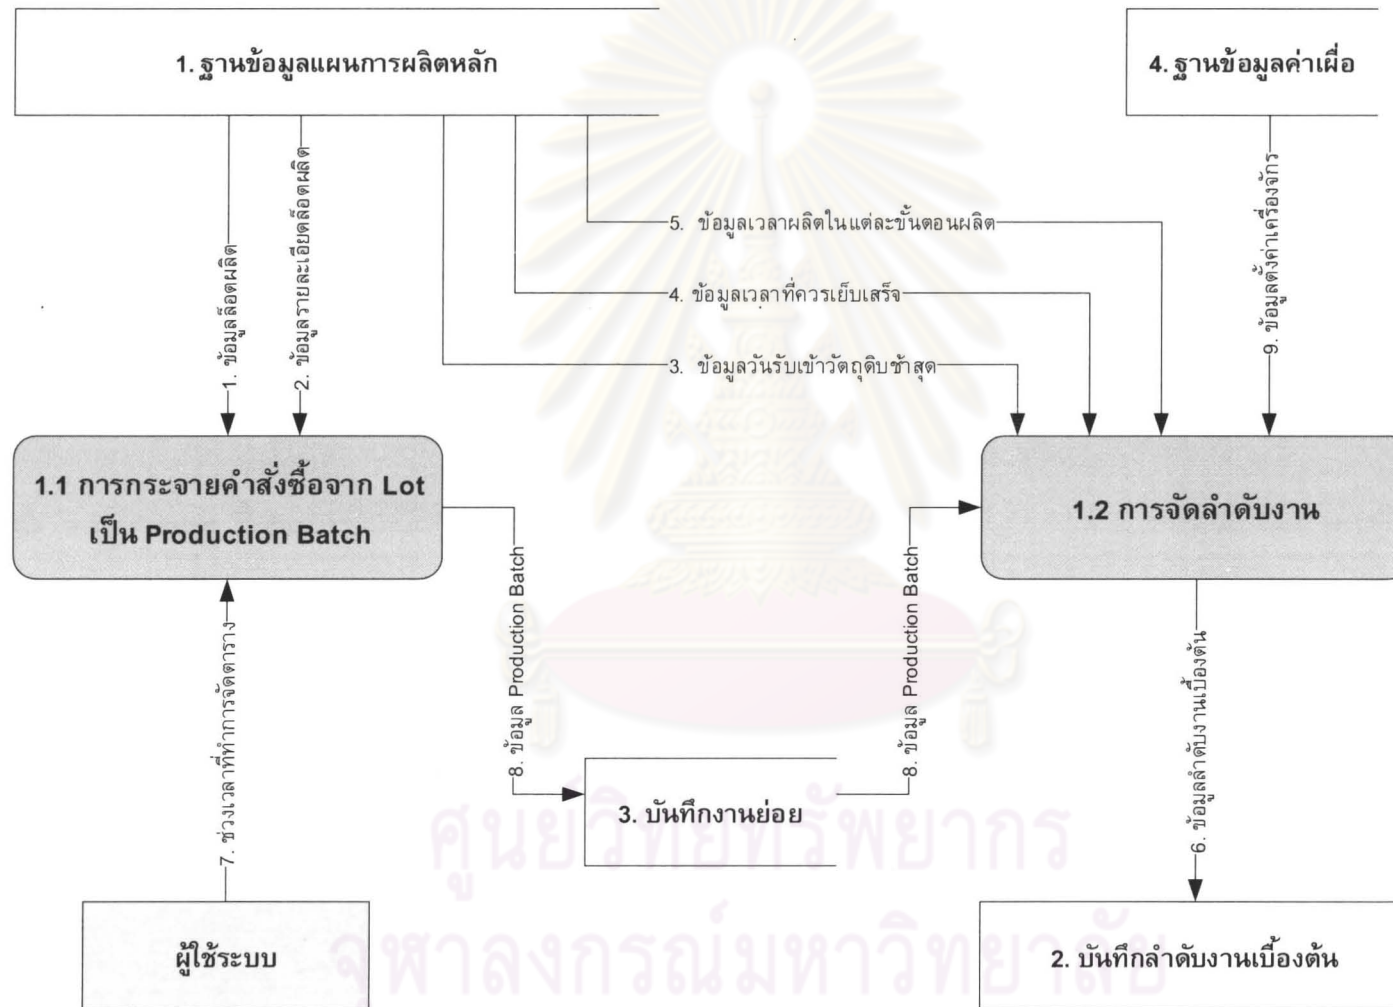 1. ฐานข้อมูลแผนการผลิตหลัก
4. ฐานข้อมูลค่าเผื่อ
1. ข้อมูลล็อตผลิต
2. ข้อมูลรายละเอียดล็อตผลิต
5. ข้อมูลเวลาผลิตในแต่ละขั้นตอนผลิต
4. ข้อมูลเวลาที่ควรเย็บเสร็จ
3. ข้อมูลวันรับเข้าวัตถุดิบช้าสุด
9. ข้อมูลตั้งค่าเครื่องจักร
1.1 การกระจายคำสั่งซื้อจาก Lot
เป็น Production Batch
1.2 การจัดลำดับงาน
7. ช่วงเวลาที่ทำการจัดตาราง
8. ข้อมูล Production Batch
8. ข้อมูล Production Batch
6. ข้อมูลลำดับงานเบื้องต้น
3. บันทึกงานย่อย
ผู้ใช้ระบบ
2. บันทึกลำดับงานเบื้องต้น
ศูนย์วิทยทรัพยากร
จุฬาลงกรณ์มหาวิทยาลัย